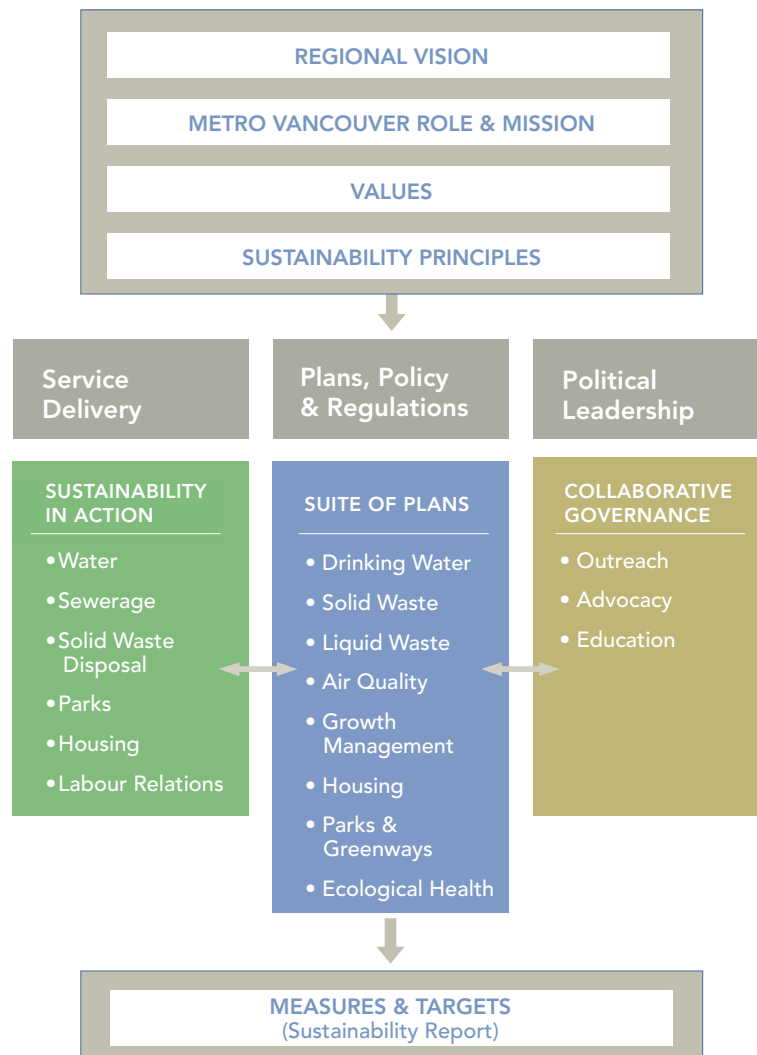 REGIONAL VISION
METRO VANCOUVER ROLE & MISSION
VALUES
SUSTAINABILITY PRINCIPLES
Service
Delivery
Plans, Policy
& Regulations
Political
Leadership
SUSTAINABILITY
IN ACTION
•Water
•Sewerage
•Solid Waste
Disposal
•Parks
•Housing
•Labour Relations
SUITE OF PLANS
• Drinking Water
• Solid Waste
• Liquid Waste
• Air Quality
• Growth
Management
• Housing
• Parks &
Greenways
• Ecological Health
COLLABORATIVE
GOVERNANCE
• Outreach
• Advocacy
• Education
MEASURES & TARGETS
(Sustainability Report)